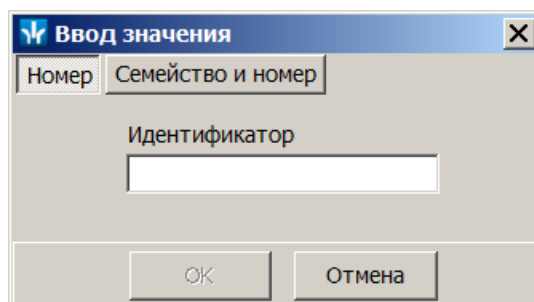 Ввод значения
Номер Семейство и номер
Идентификатор
OK Отмена